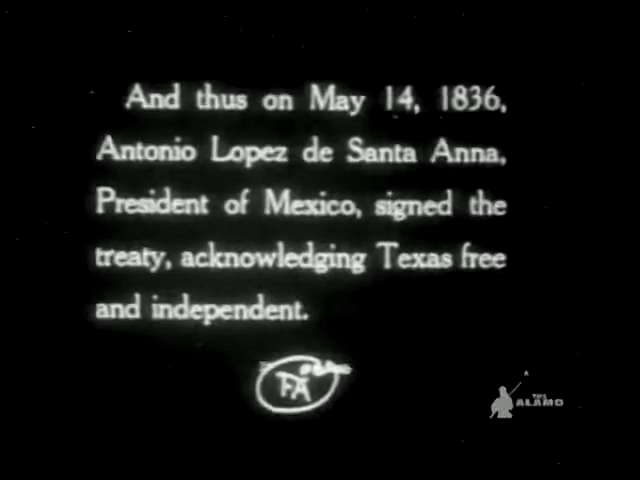 And thus on May 14, 1836,
Antonio Lopez de Santa Anna,
President of Mexico, signed the
treaty, acknowledging Texas free
and independent.
FA
THE
ALAMO